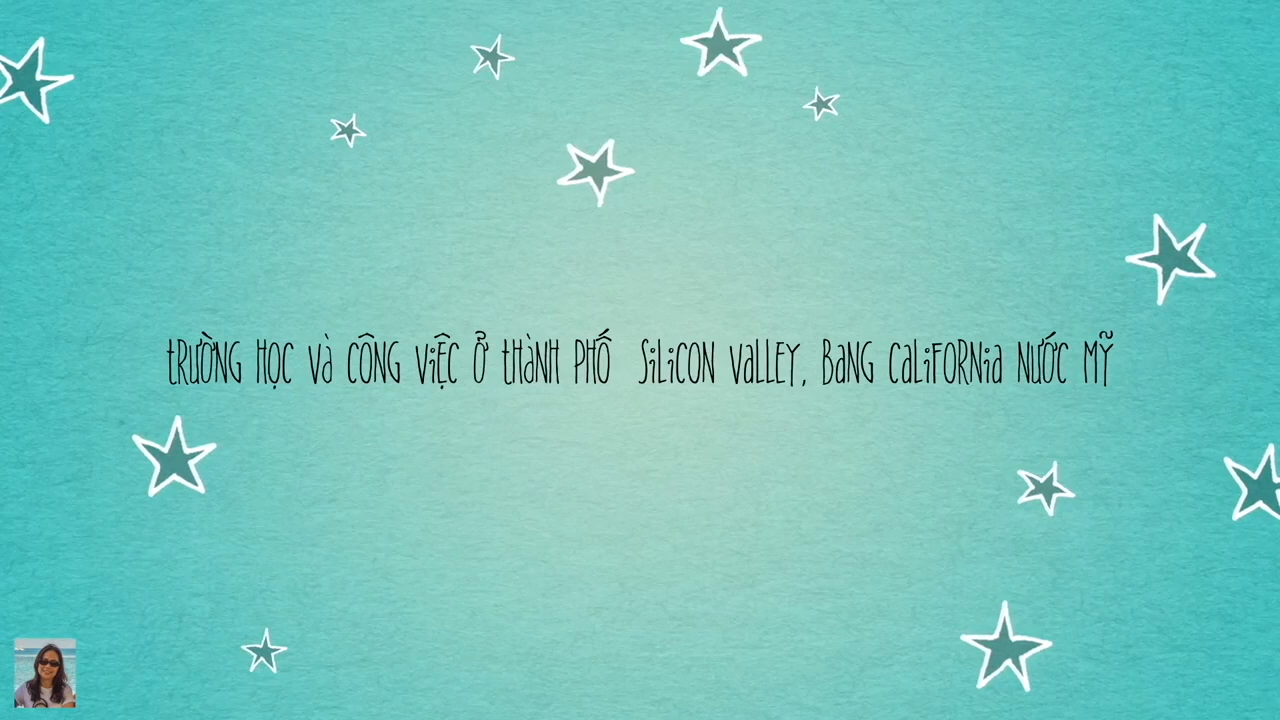 trường học và công việc ở thành phố  silicon valley, bang california nước mỹ